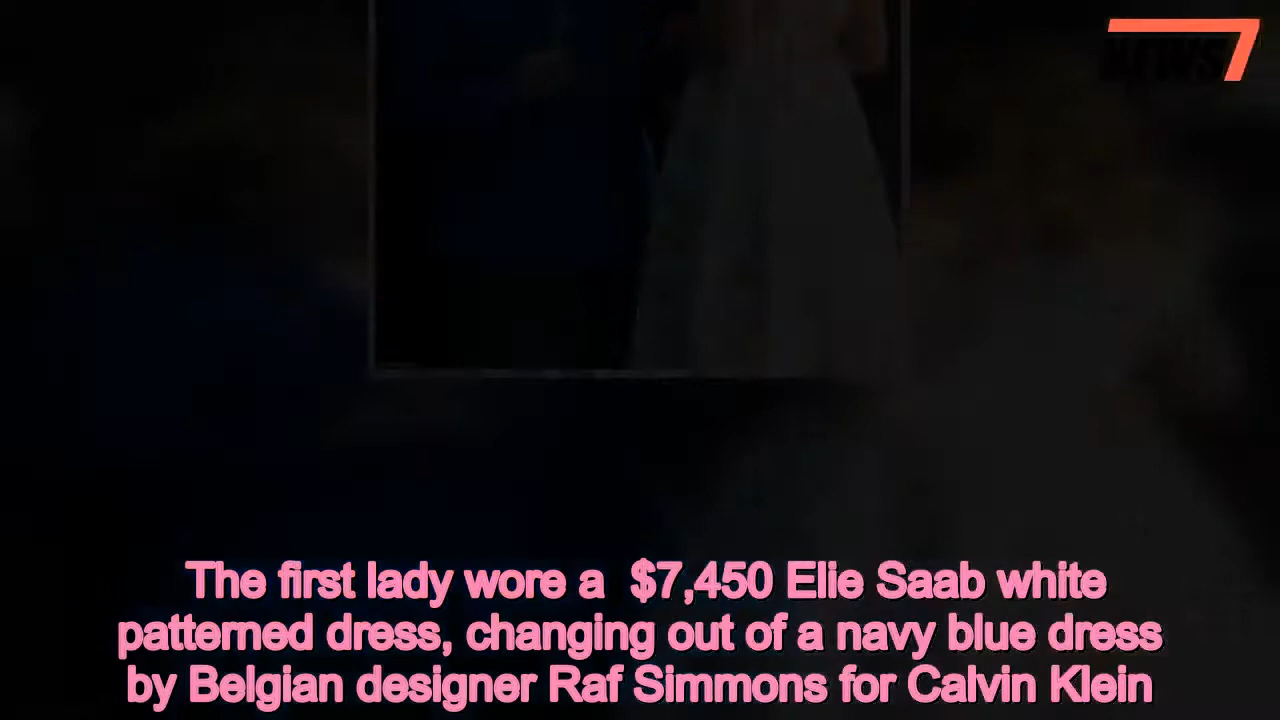 NEWS7
The first lady wore a  $7,450 Elie Saab white
patterned dress, changing out of a navy blue dress
by Belgian designer Raf Simmons for Calvin Klein